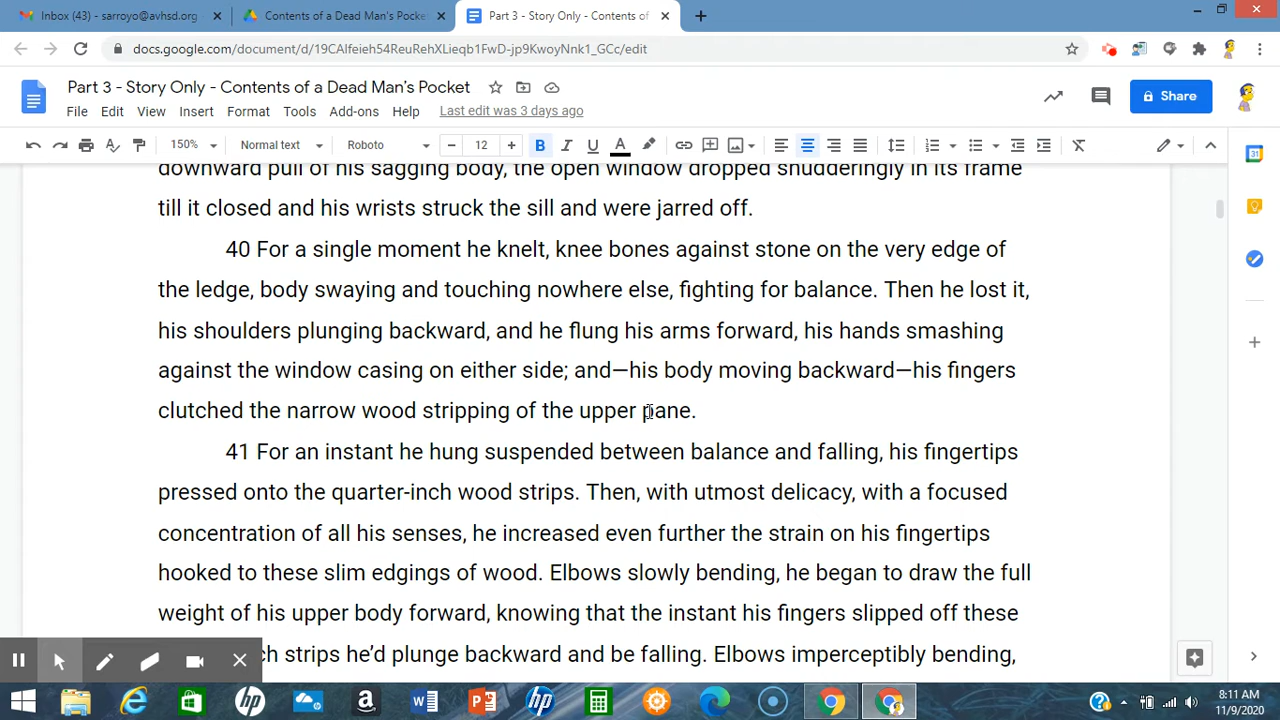 Inbox (43) - sarroyo@avhsd.org
Contents of a Dead Man's Pocke
Part 3 - Story Only - Contents of
docs.google.com/document/d/19CAlfeieh54ReuRehXLieqb1FwD-jp9KwoyNnk1_GCc/edit
Part 3 - Story Only - Contents of a Dead Man's Pocket
File Edit View Insert Format Tools Add-ons Help Last edit was 3 days ago
Share
150% Normal text Roboto 12 B I U A
downward pull of his sagging body, the open window dropped shudderingly in its frame
till it closed and his wrists struck the sill and were jarred off.
40 For a single moment he knelt, knee bones against stone on the very edge of
the ledge, body swaying and touching nowhere else, fighting for balance. Then he lost it,
his shoulders plunging backward, and he flung his arms forward, his hands smashing
against the window casing on either side; and—his body moving backward—his fingers
clutched the narrow wood stripping of the upper pane.
41 For an instant he hung suspended between balance and falling, his fingertips
pressed onto the quarter-inch wood strips. Then, with utmost delicacy, with a focused
concentration of all his senses, he increased even further the strain on his fingertips
hooked to these slim edgings of wood. Elbows slowly bending, he began to draw the full
weight of his upper body forward, knowing that the instant his fingers slipped off these
ch strips he'd plunge backward and be falling. Elbows imperceptibly bending,
31
8:11 AM
11/9/2020